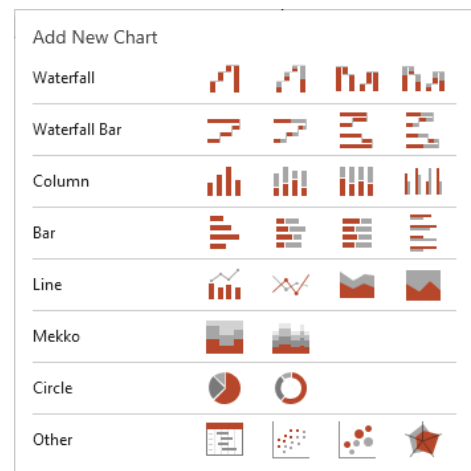 Add New Chart
Waterfall
Waterfall Bar
Column
Bar
Line
Mekko
Circle
Other